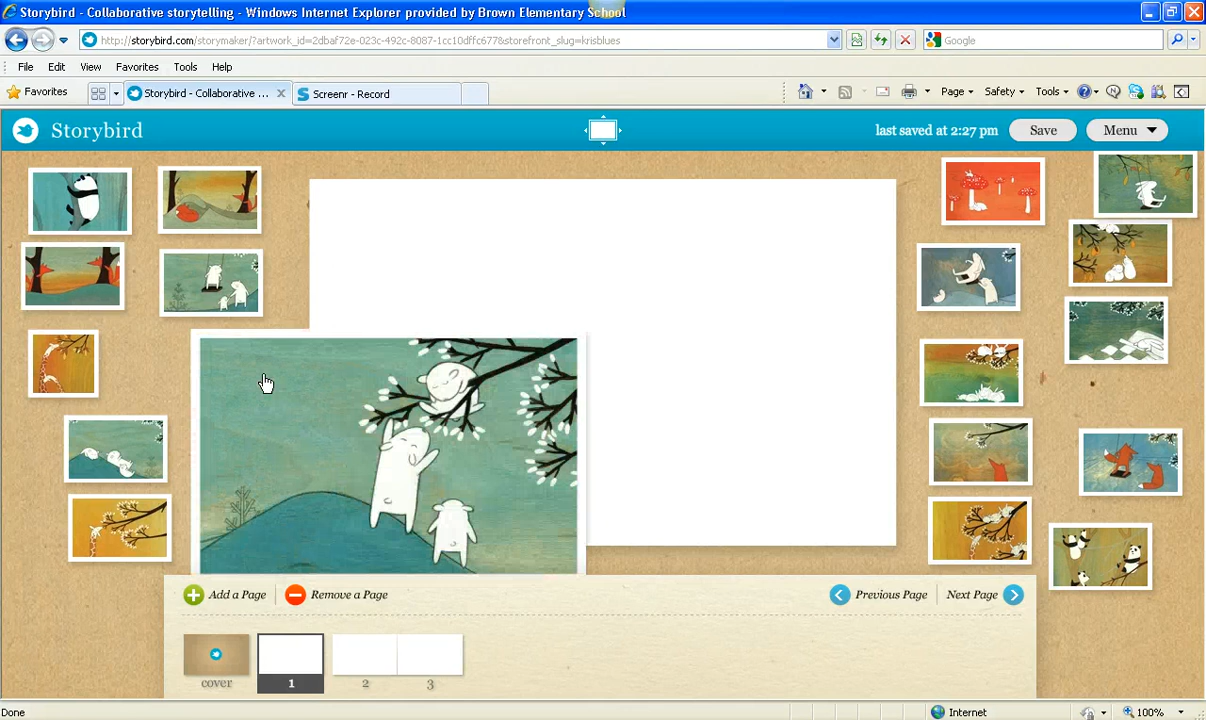 Storybird - Collaborative storytelling - Windows Internet Explorer provided by Brown Elementary School
http://storybird.com/storymaker/?artwork_id=2dbaf72e-023c-492c-8087-1cc10dffc677&storefront_slug=krisblues
Google
File Edit View Favorites Tools Help
Favorites
Storybird - Collaborative ...
Screenr - Record
Page Safety Tools
Storybird
last saved at 2:27 pm
Save
Menu
Add a Page
Remove a Page
Previous Page
Next Page
cover
1
2
3
Done
Internet
100%